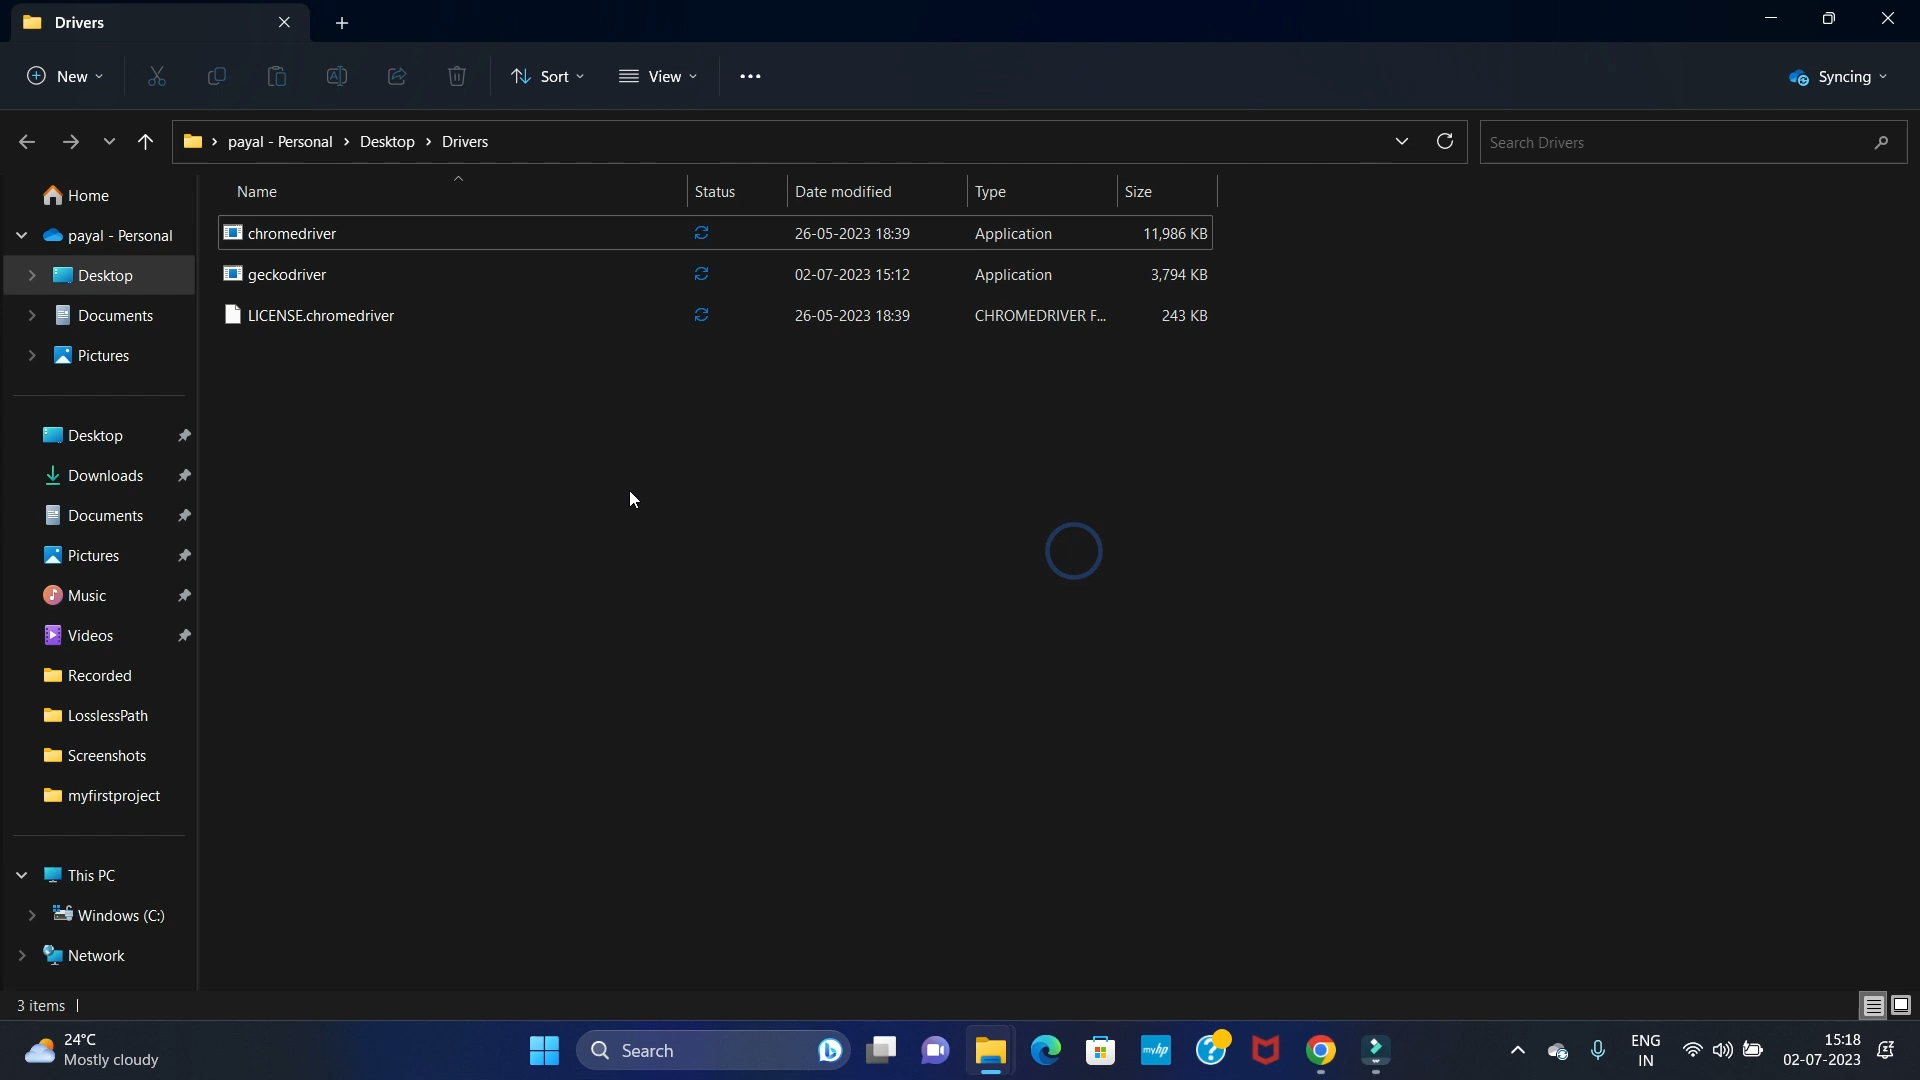 Drivers
New
Sort
View
Syncing
payal - Personal > Desktop > Drivers
Search Drivers
Home
payal - Personal
Desktop
Documents
Pictures
Desktop
Downloads
Documents
Pictures
Music
Videos
Recorded
LosslessPath
Screenshots
myfirstproject
This PC
Windows (C:)
Network
Name Status Date modified Type Size
chromedriver 26-05-2023 18:39 Application 11,986 KB
geckodriver 02-07-2023 15:12 Application 3,794 KB
LICENSE.chromedriver 26-05-2023 18:39 CHROMEDRIVER F... 243 KB
3 items
24°C
Mostly cloudy
Search
myhp
ENG
IN
15:18
02-07-2023